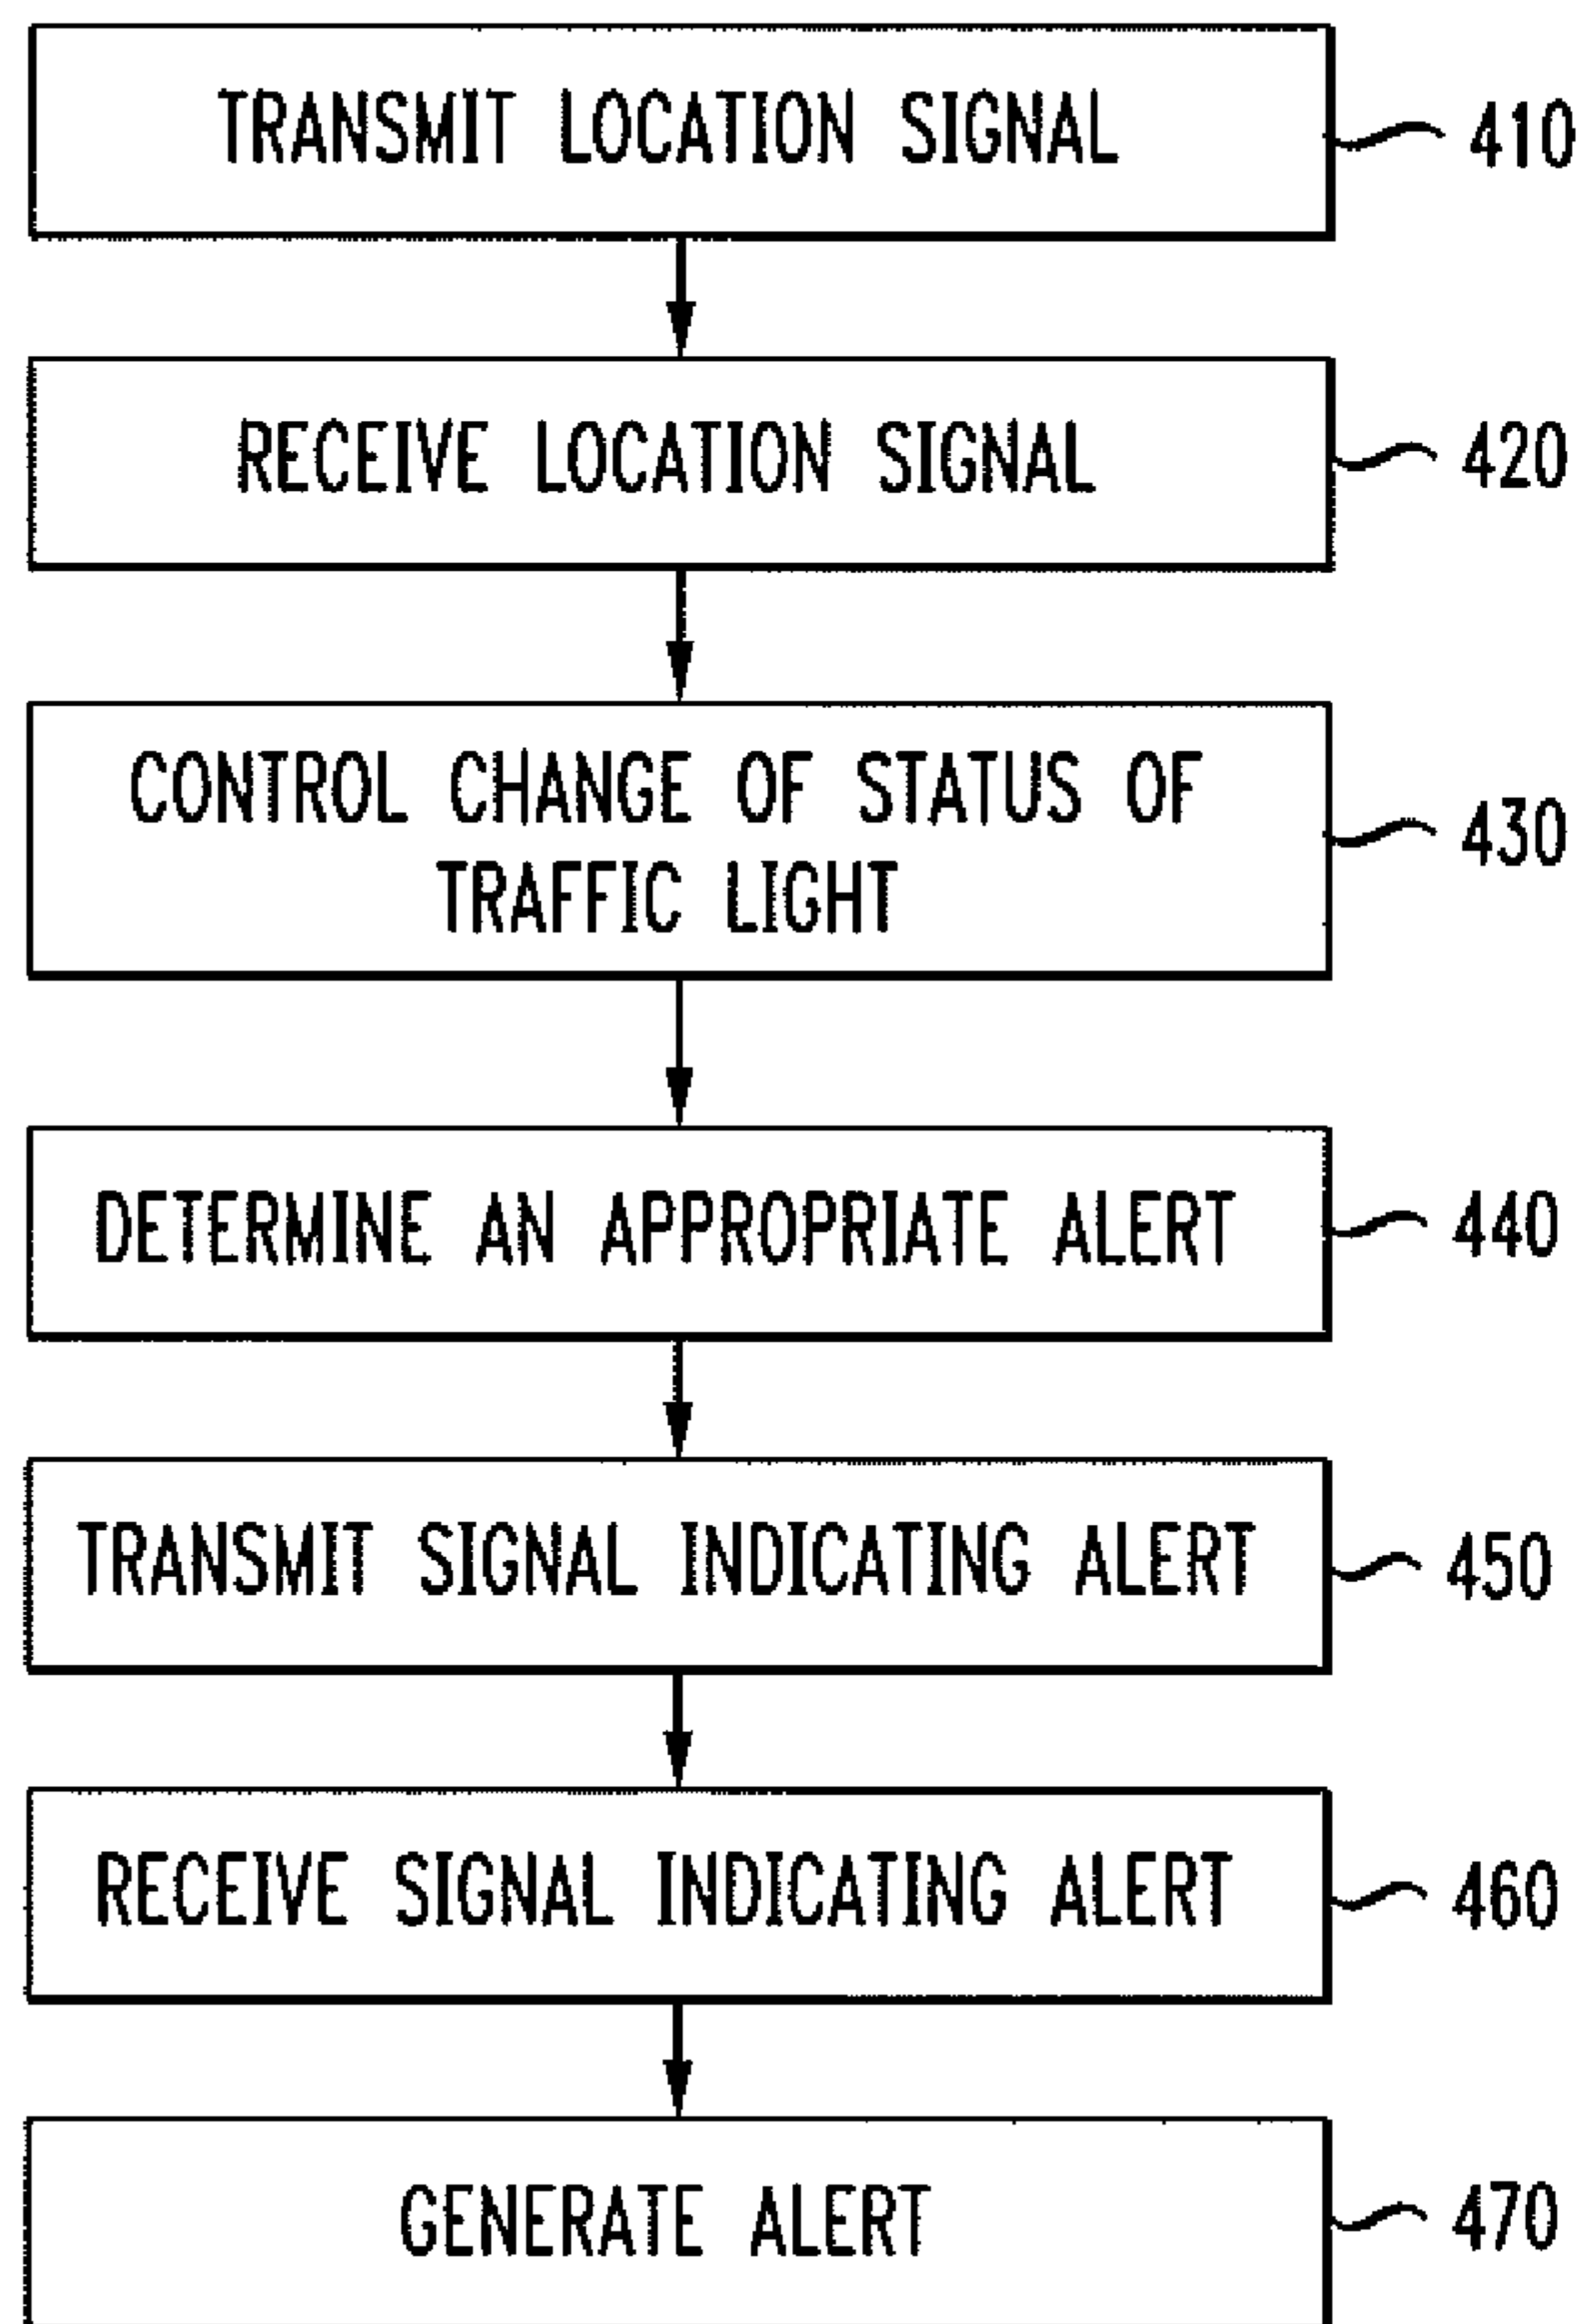 TRANSMIT LOCATION SIGNAL
410
RECEIVE LOCATION SIGNAL
420
CONTROL CHANGE OF STATUS OF
TRAFFIC LIGHT
430
DETERMINE AN APPROPRIATE ALERT
440
TRANSMIT SIGNAL INDICATING ALERT
450
RECEIVE SIGNAL INDICATING ALERT
460
GENERATE ALERT
470